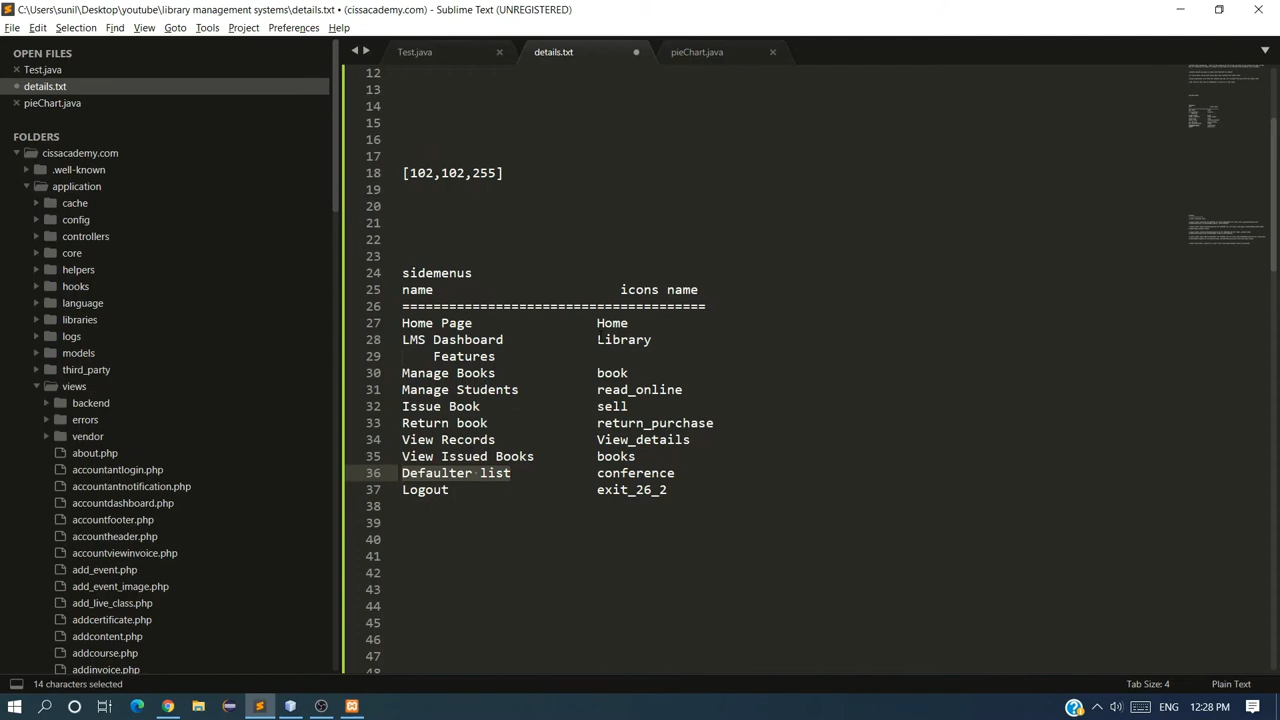 C:\Users\sunil\Desktop\youtube\library management systems\details.txt • (cissacademy.com) - Sublime Text (UNREGISTERED)
File Edit Selection Find View Goto Tools Project Preferences Help
OPEN FILES
Test.java
details.txt
pieChart.java
FOLDERS
cissacademy.com
.well-known
application
cache
config
controllers
core
helpers
hooks
language
libraries
logs
models
third_party
views
backend
errors
vendor
about.php
accountantlogin.php
accountantnotification.php
accountdashboard.php
accountfooter.php
accountheader.php
accountviewinvoice.php
add_event.php
add_event_image.php
add_live_class.php
addcertificate.php
addcontent.php
addcourse.php
addinvoice.php
Test.java details.txt pieChart.java
12
13
14
15
16
17
18 [102,102,255]
19
20
21
22
23
24 sidemenus
25 name icons name
26 =======================================
27 Home Page Home
28 LMS Dashboard Library
29 Features
30 Manage Books book
31 Manage Students read_online
32 Issue Book sell
33 Return book return_purchase
34 View Records View_details
35 View Issued Books books
36 Defaulter list conference
37 Logout exit_26_2
38
39
40
41
42
43
44
45
46
47
48
14 characters selected Tab Size: 4 Plain Text
ENG 12:28 PM